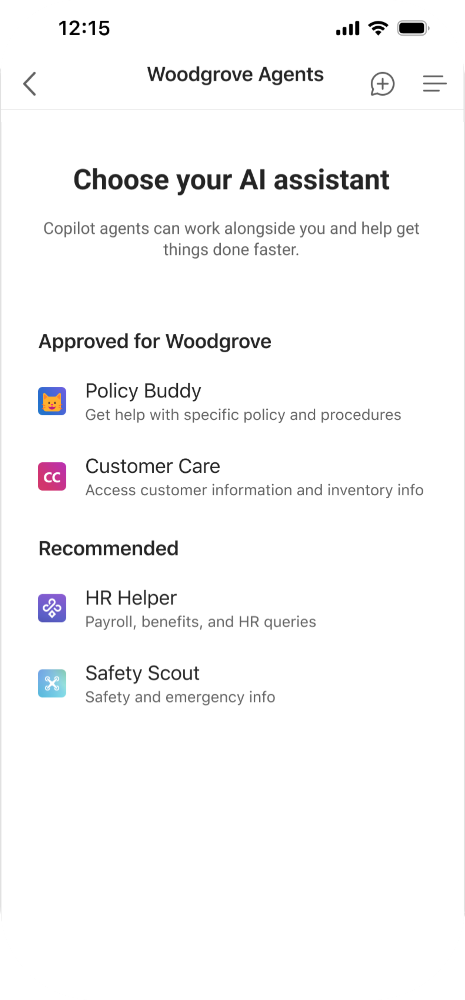 12:15
Woodgrove Agents
Choose your AI assistant
Copilot agents can work alongside you and help get
things done faster.
Approved for Woodgrove
Policy Buddy
Get help with specific policy and procedures
CC
Customer Care
Access customer information and inventory info
Recommended
HR Helper
Payroll, benefits, and HR queries
Safety Scout
Safety and emergency info